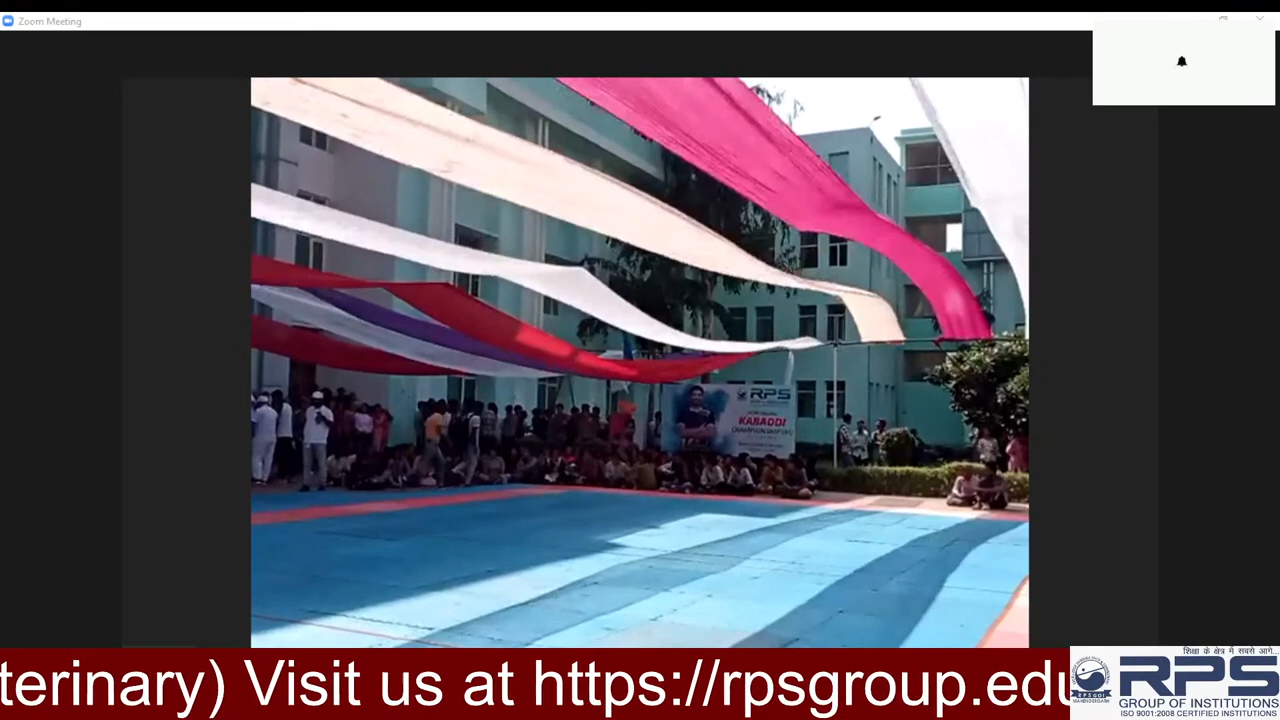 Zoom Meeting
RPS
KABADDI
terinary) Visit us at https://rpsgroup.edu
शिक्षा के क्षेत्र में सबसे आगे...
RPS
GROUP OF INSTITUTIONS
ISO 9001:2008 CERTIFIED INSTITUTIONS